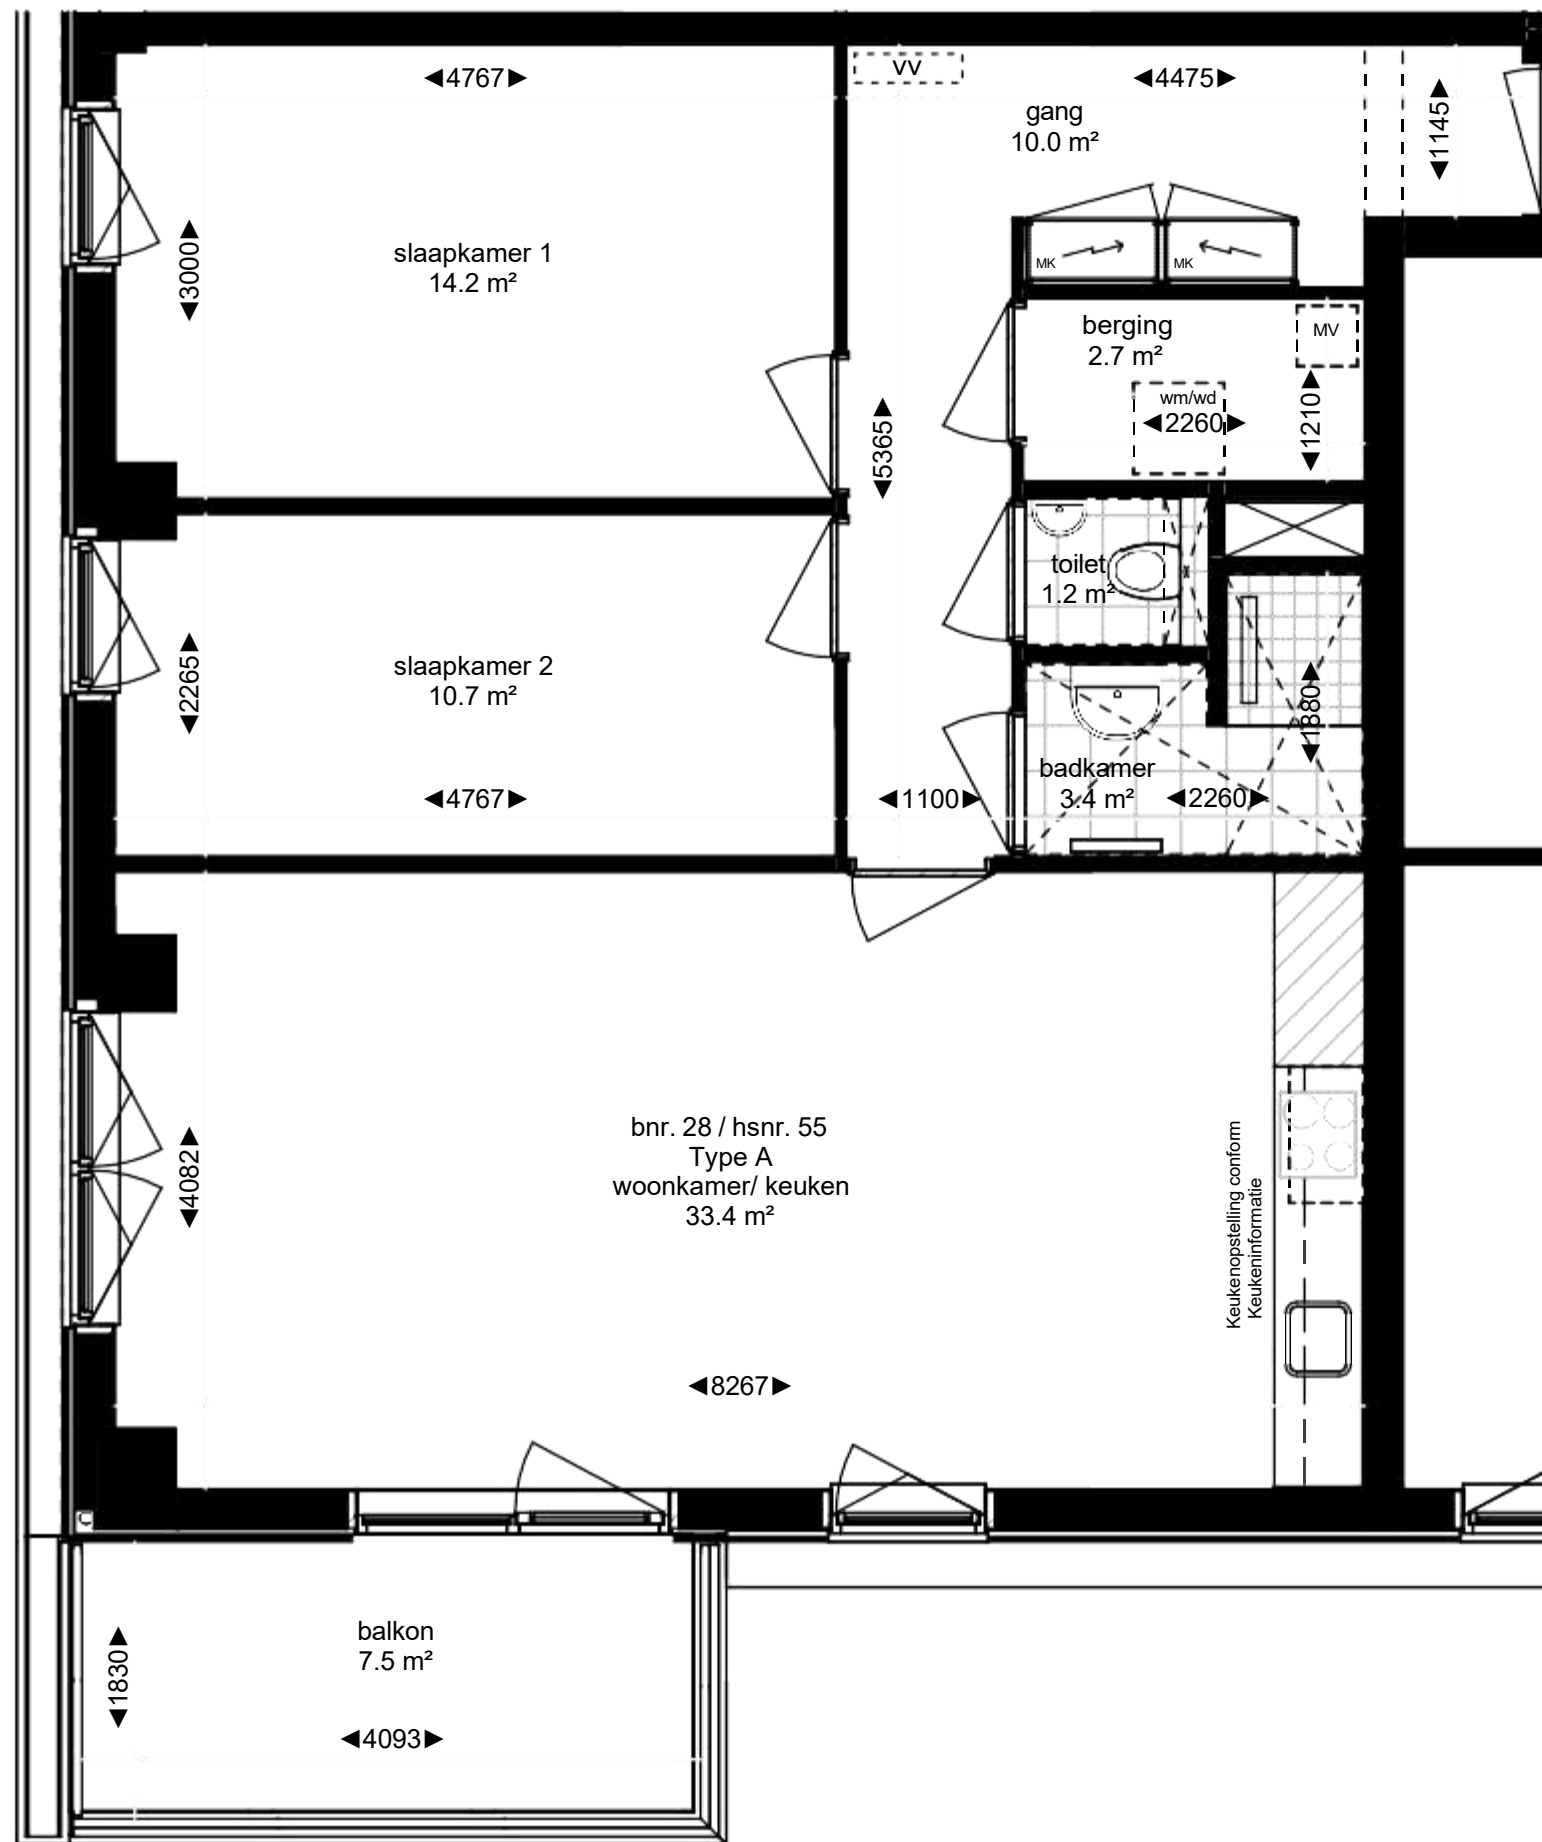 4767
VV
4475
gang
10.0 m²
1145
slaapkamer 1
14.2 m²
3000
MK
MK
berging
2.7 m²
MV
wm/wd
2260
1210
5365
toilet
1.2 m²
slaapkamer 2
10.7 m²
2265
4767
1100
1880
badkamer
3.4 m²
2260
bnr. 28 / hsnr. 55
Type A
woonkamer/ keuken
33.4 m²
4082
Keukenopstelling conform
Keukeninformatie
8267
balkon
7.5 m²
1830
4093